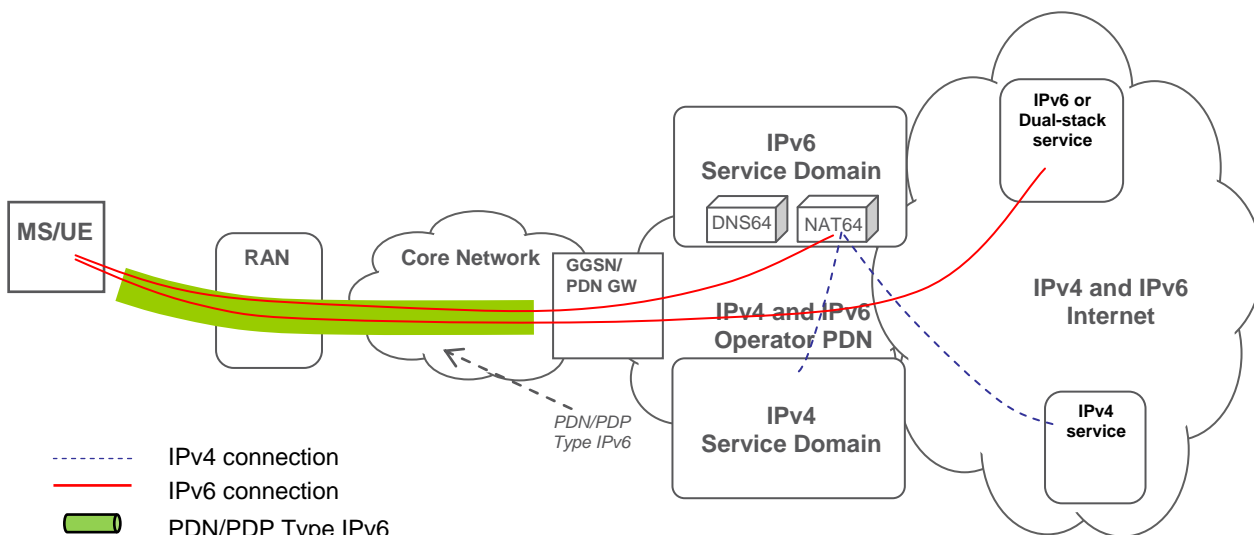 IPv6 or
Dual-stack
service
IPv6
Service Domain
DNS64
NAT64
MS/UE
RAN
Core Network
GGSN/
PDN GW
IPv4 and IPv6
Operator PDN
IPv4 and IPv6
Internet
PDN/PDP
Type IPv6
IPv4
Service Domain
IPv4
service
IPv4 connection
IPv6 connection
PDN/PDP Type IPv6